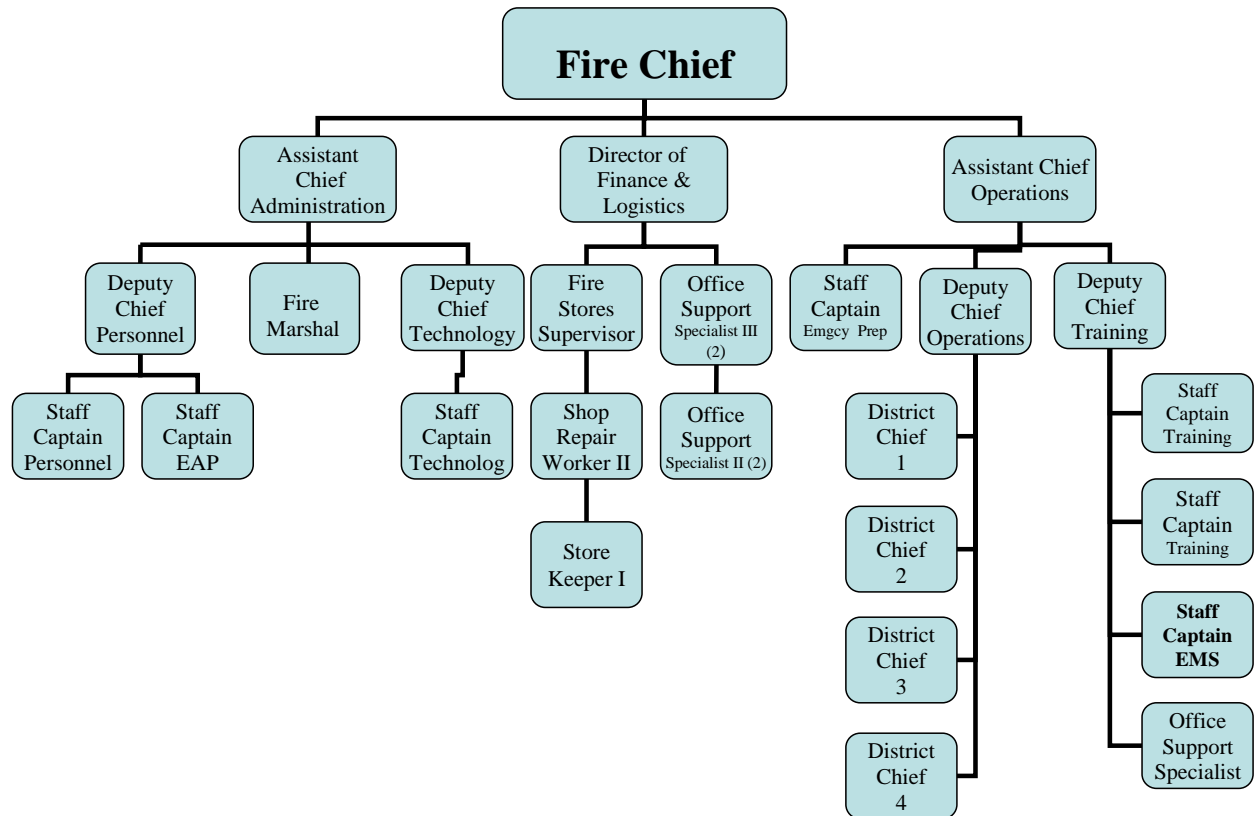 Fire Chief
Assistant
Chief
Administration
Director of
Finance &
Logistics
Assistant Chief
Operations
Deputy
Chief
Personnel
Fire
Marshal
Deputy
Chief
Technology
Fire
Stores
Supervisor
Office
Support
Specialist III
(2)
Staff
Captain
Emgcy Prep
Deputy
Chief
Operations
Deputy
Chief
Training
Staff
Captain
Personnel
Staff
Captain
EAP
Staff
Captain
Technolog
Shop
Repair
Worker II
Office
Support
Specialist II (2)
Store
Keeper I
District
Chief
1
District
Chief
2
District
Chief
3
District
Chief
4
Staff
Captain
Training
Staff
Captain
Training
Staff
Captain
EMS
Office
Support
Specialist